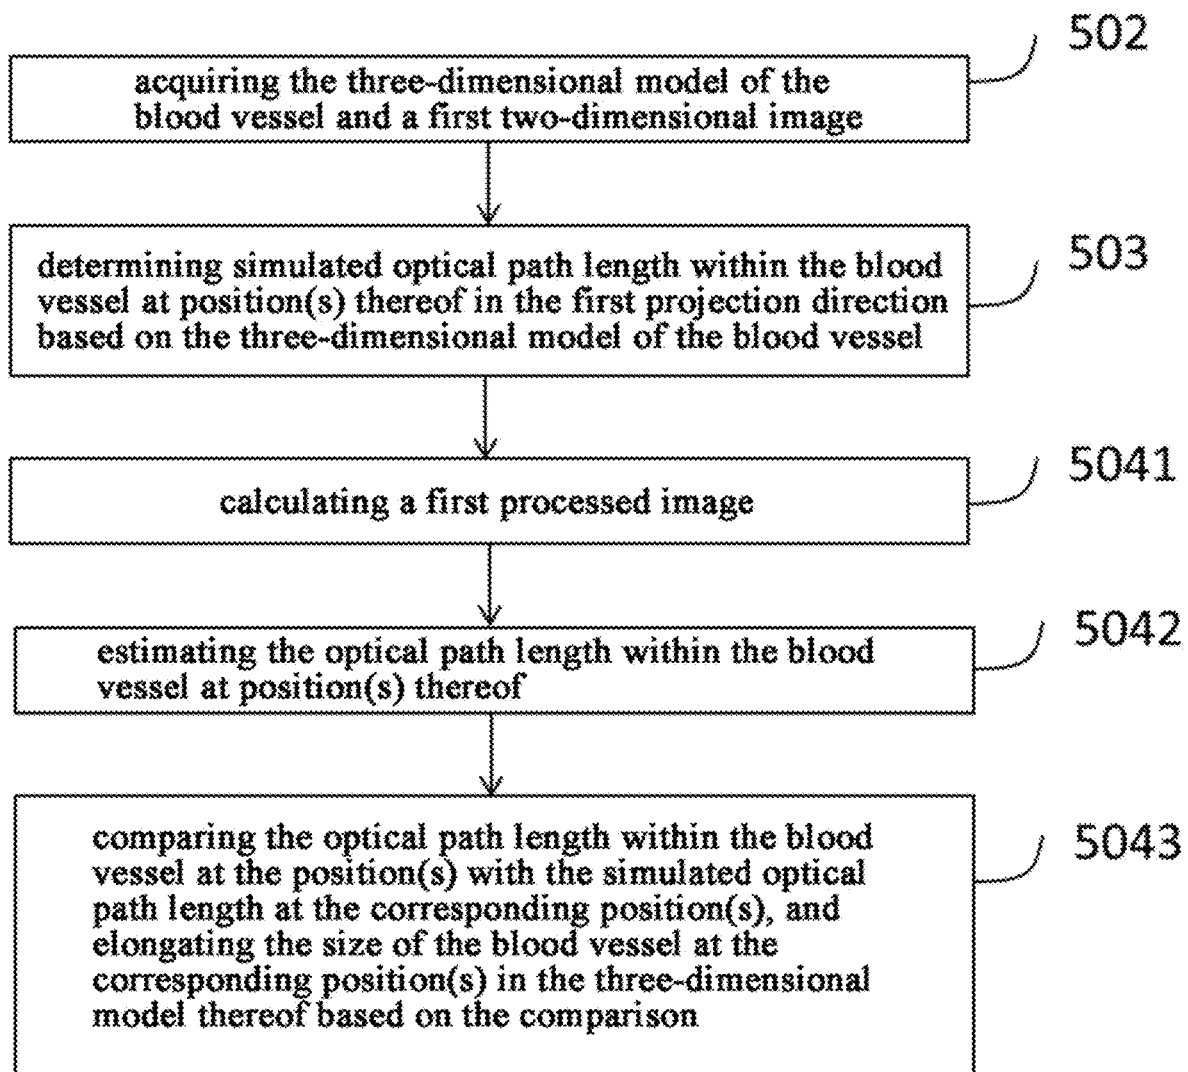 502
acquiring the three-dimensional model of the
blood vessel and a first two-dimensional image
503
determining simulated optical path length within the blood
vessel at position(s) thereof in the first projection direction
based on the three-dimensional model of the blood vessel
5041
calculating a first processed image
5042
estimating the optical path length within the blood
vessel at position(s) thereof
5043
comparing the optical path length within the blood
vessel at the position(s) with the simulated optical
path length at the corresponding position(s), and
elongating the size of the blood vessel at the
corresponding position(s) in the three-dimensional
model thereof based on the comparison